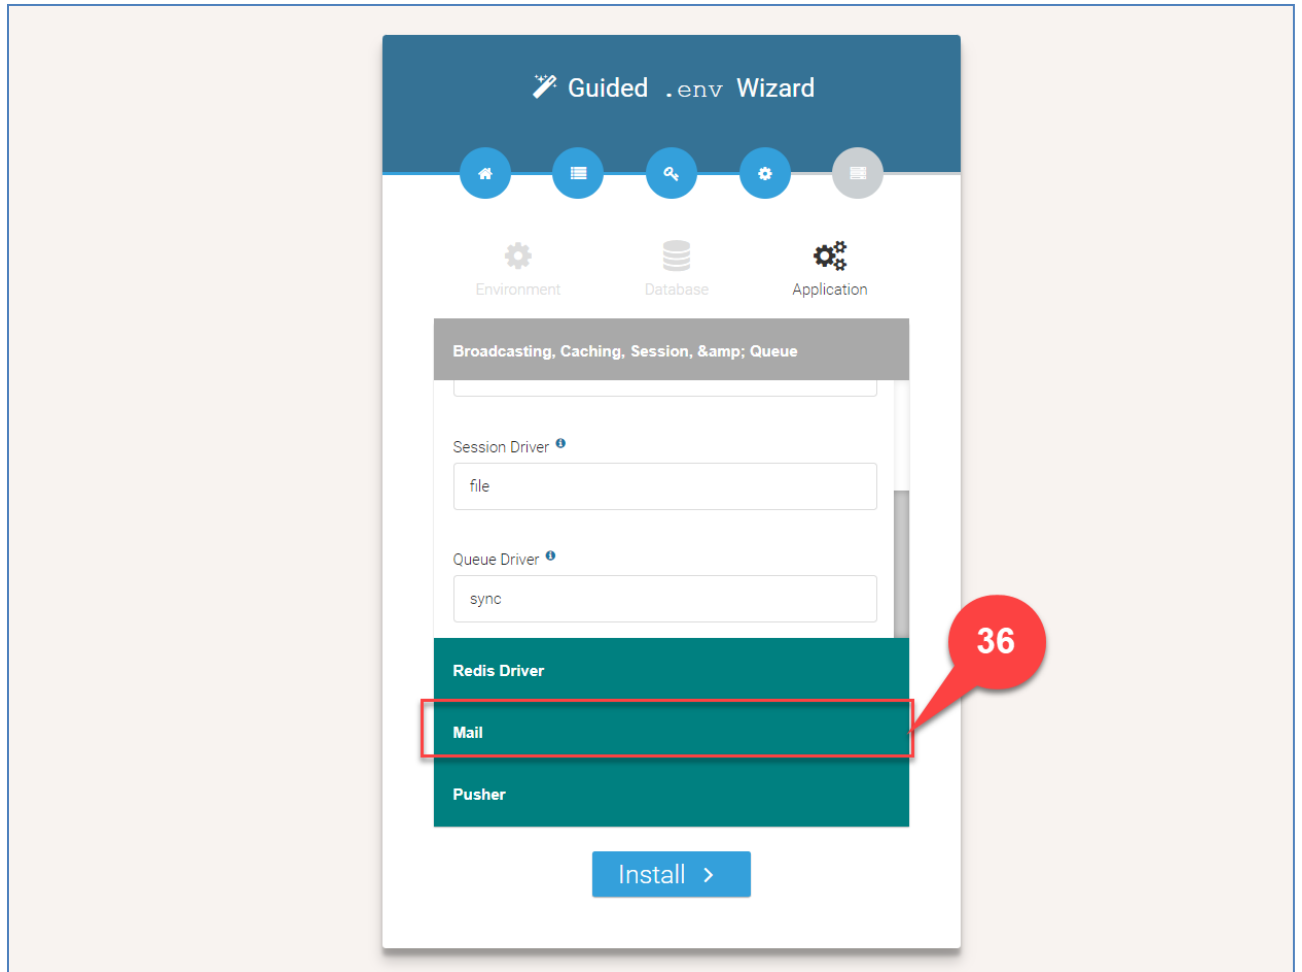 Guided .env Wizard
Environment
Database
Application
Broadcasting, Caching, Session, &amp; Queue
Session Driver
file
Queue Driver
sync
Redis Driver
36
Mail
Pusher
Install